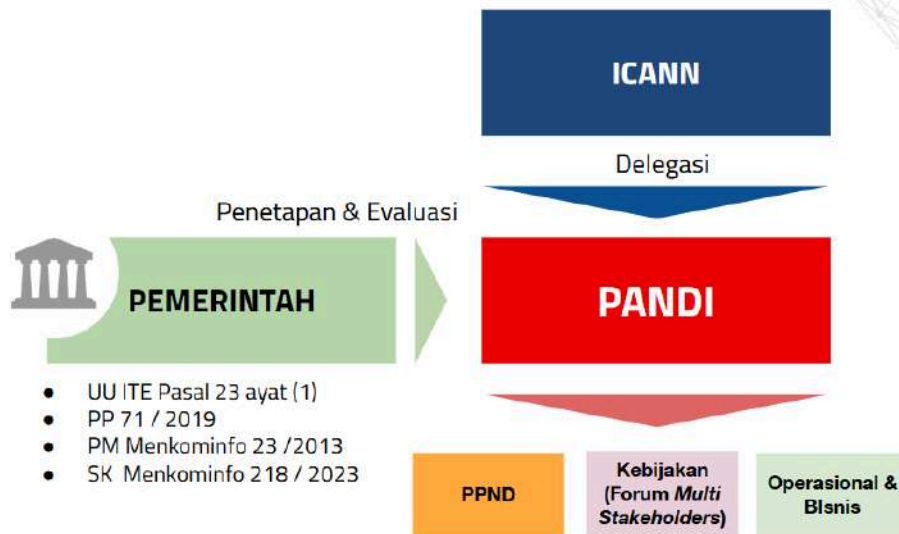 ICANN
Delegasi
Penetapan & Evaluasi
PEMERINTAH
PANDI
● UU ITE Pasal 23 ayat (1)
● PP 71 / 2019
● PM Menkominfo 23 /2013
● SK Menkominfo 218 / 2023
PPND
Kebijakan
(Forum Multi
Stakeholders)
Operasional &
BIsnis